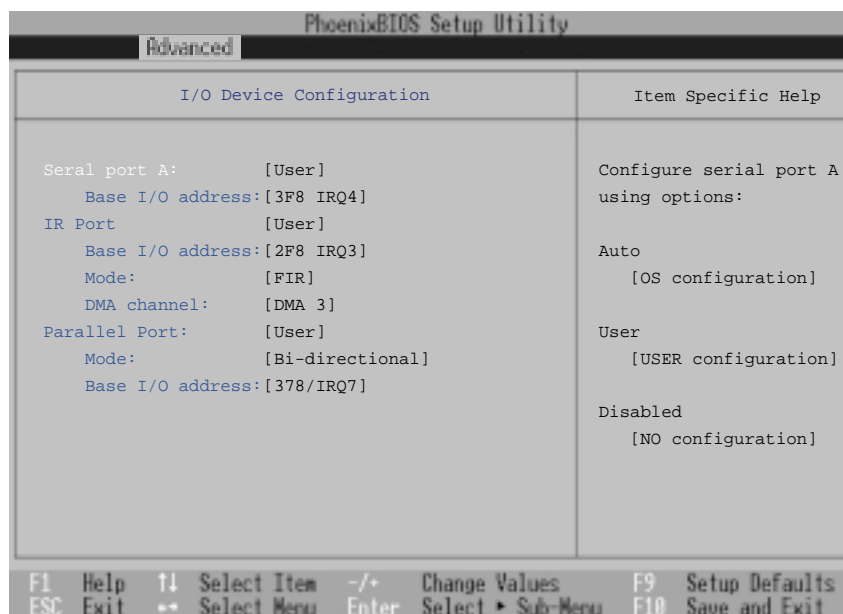 PhoenixBIOS Setup Utility
Advanced
I/O Device Configuration
Item Specific Help
Seral port A: [User]
Base I/O address: [3F8 IRQ4]
IR Port [User]
Base I/O address: [2F8 IRQ3]
Mode: [FIR]
DMA channel: [DMA 3]
Parallel Port: [User]
Mode: [Bi-directional]
Base I/O address: [378/IRQ7]
Configure serial port A
using options:
Auto
[OS configuration]
User
[USER configuration]
Disabled
[NO configuration]
F1 Help ↑↓ Select Item -/+ Change Values F9 Setup Defaults
ESC Exit ←→ Select Menu Enter Select ▸ Sub-Menu F10 Save and Exit